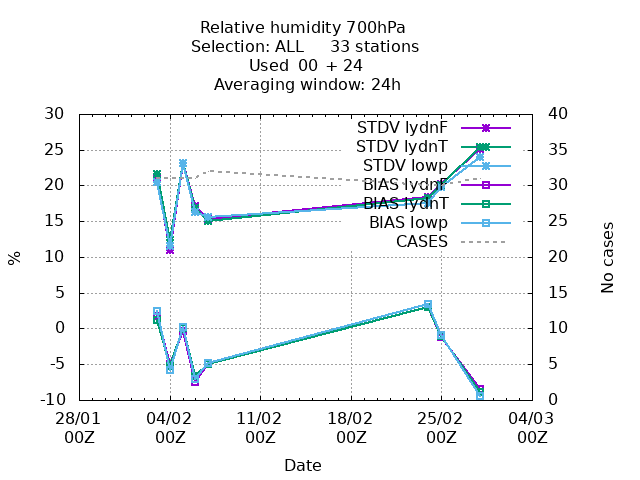 Relative humidity 700hPa
Selection: ALL     33 stations
Used  00 + 24
Averaging window: 24h
30
25
20
15
10
5
0
-5
-10
%
40
35
30
25
20
15
10
5
0
No cases
STDV lydnF
STDV lydnT
STDV lowp
BIAS lydnF
BIAS lydnT
BIAS lowp
CASES
28/01 04/02 11/02 18/02 25/02 04/03
00Z 00Z 00Z 00Z 00Z 00Z
Date